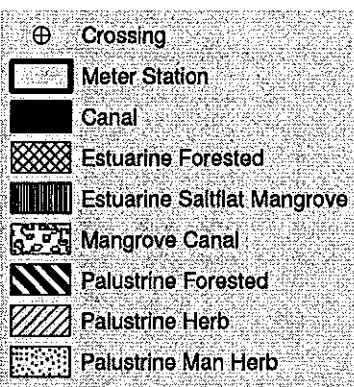 Crossing
Meter Station
Canal
Estuarine Forested
Estuarine Saltflat Mangrove
Mangrove Canal
Palustrine Forested
Palustrine Herb
Palustrine Man Herb